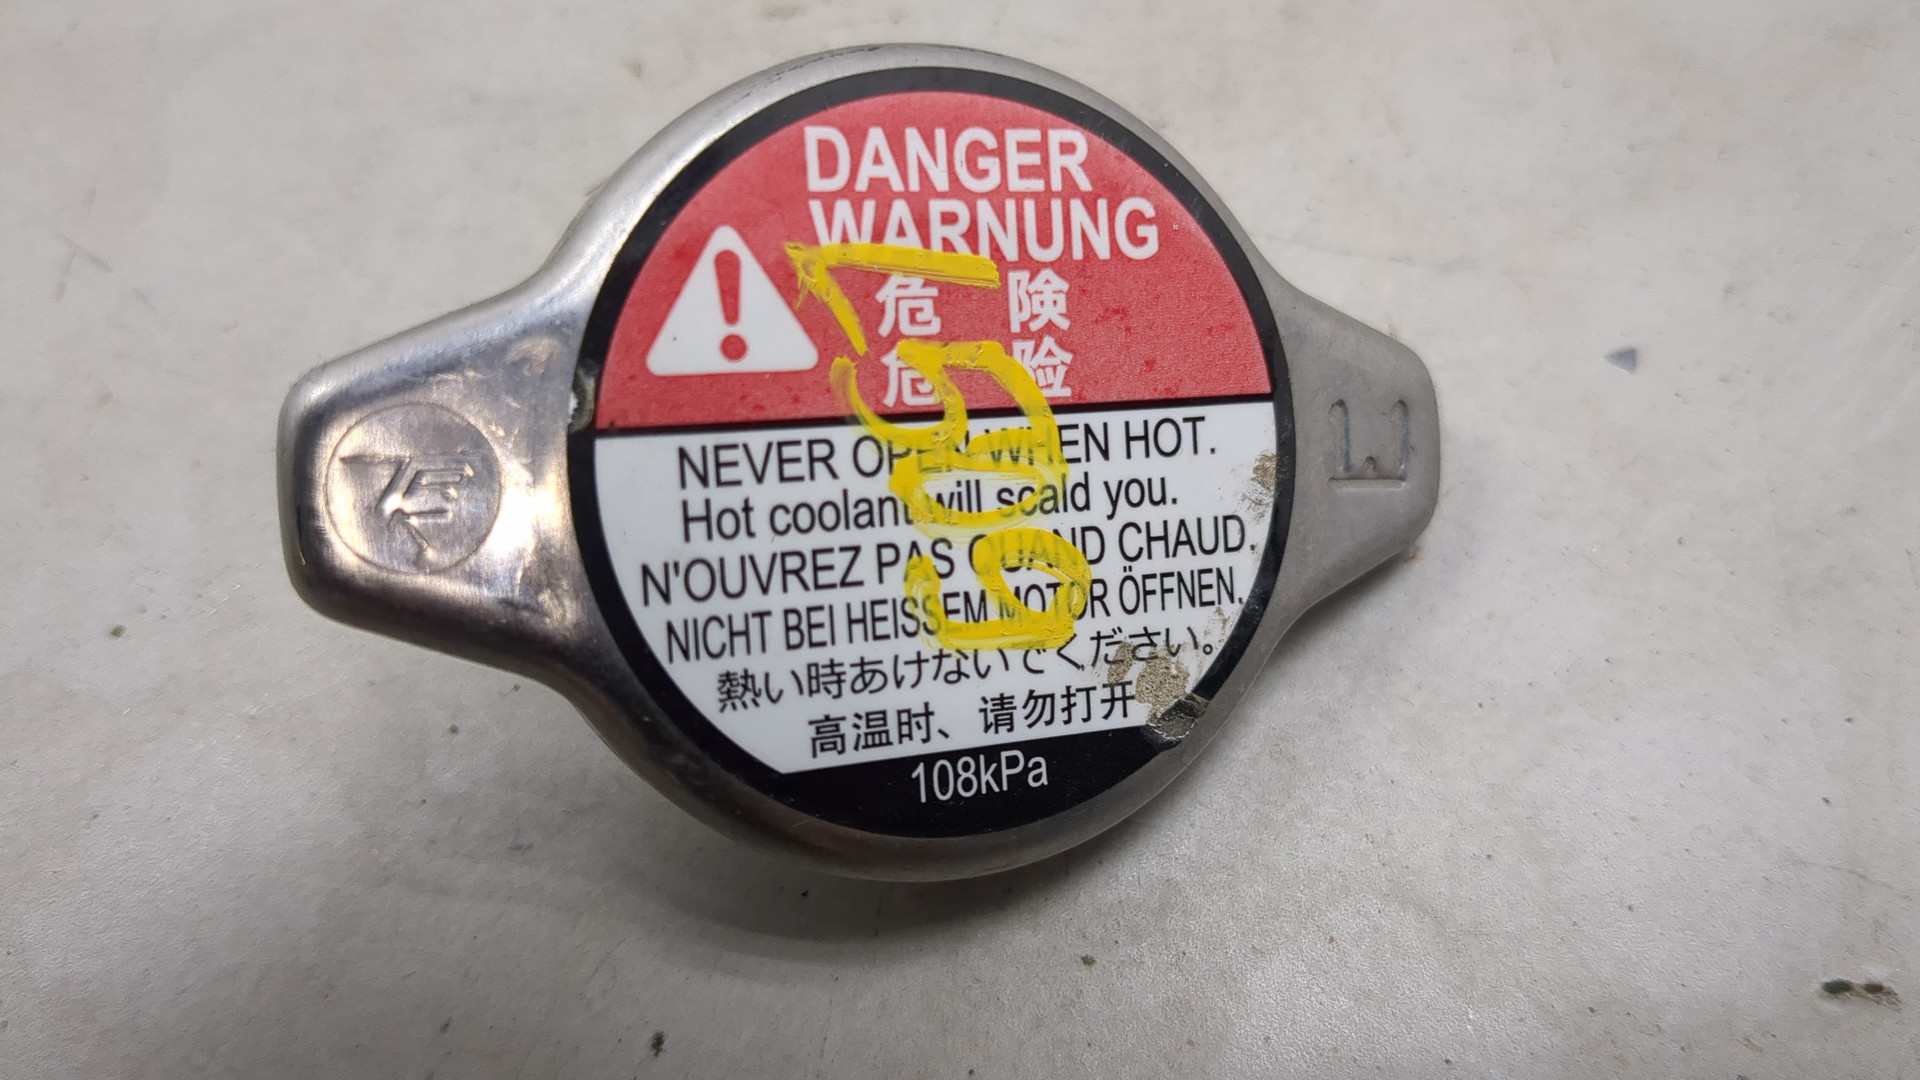 DANGER
WARNUNG
危 険
危 险
NEVER OPEN WHEN HOT.
Hot coolant will scald you.
N'OUVREZ PAS QUAND CHAUD.
NICHT BEI HEISSEM MOTOR ÖFFNEN.
熱い時あけないでください。
高温时、请勿打开
108kPa